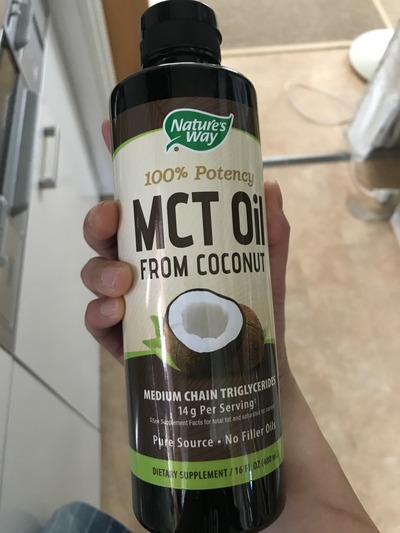 Nature's
Way
100% Potency
MCT Oil
FROM COCONUT
MEDIUM CHAIN TRIGLYCERIDES
14g Per Serving†
Pure Source • No Filler Oils
DIETARY SUPPLEMENT / 16 FL OZ (480